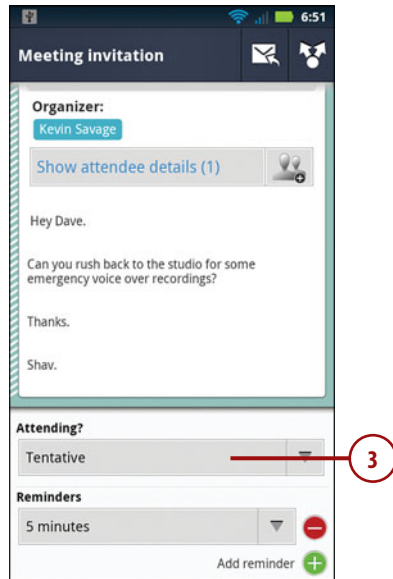 6:51
Meeting invitation
Organizer:
Kevin Savage
Show attendee details (1)
Hey Dave.
Can you rush back to the studio for some
emergency voice over recordings?
Thanks.
Shav.
Attending?
Tentative
3
Reminders
5 minutes
Add reminder